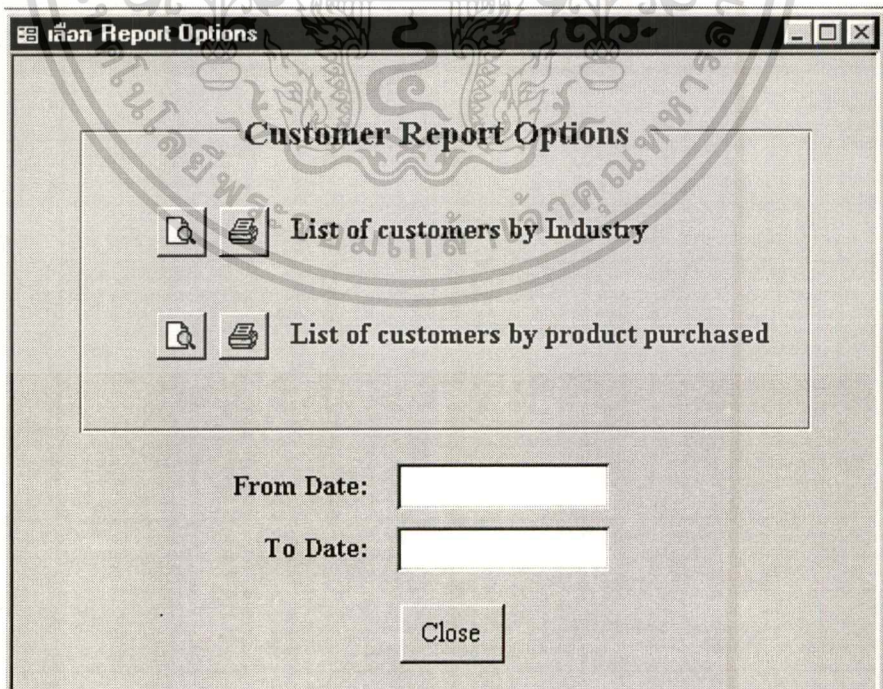 เลือก Report Options
Customer Report Options
List of customers by Industry
List of customers by product purchased
From Date:
To Date:
Close